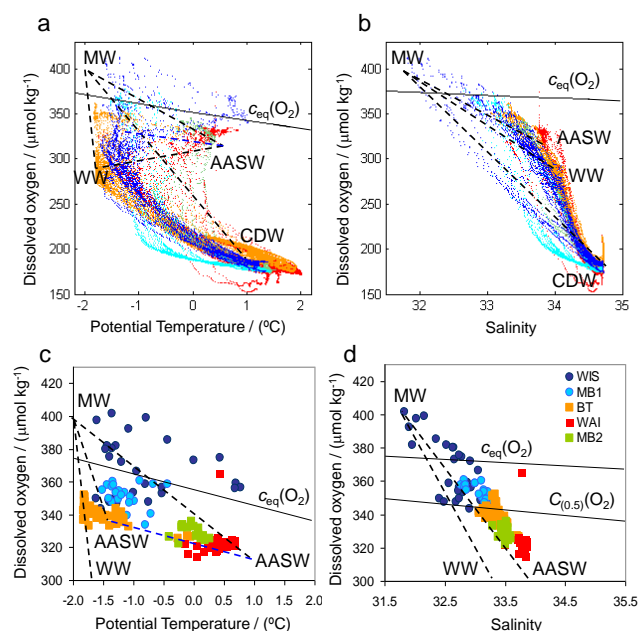 a
Dissolved oxygen / (μmol kg⁻¹)
400
350
300
250
200
150
MW
c_eq(O₂)
AASW
WW
CDW
-2 -1 0 1 2
Potential Temperature / (ºC)
b
Dissolved oxygen / (μmol kg⁻¹)
400
350
300
250
200
150
MW
c_eq(O₂)
AASW
WW
CDW
32 33 34 35
Salinity
c
Dissolved oxygen / (μmol kg⁻¹)
420
400
380
360
340
320
300
MW
c_eq(O₂)
AASW
WW
AASW
-2.0 -1.5 -1.0 -0.5 0.0 0.5 1.0 1.5 2.0
Potential Temperature / (ºC)
d
Dissolved oxygen / (μmol kg⁻¹)
420
400
380
360
340
320
300
MW
WIS
MB1
BT
WAI
MB2
c_eq(O₂)
C_(0.5)(O₂)
WW
AASW
31.5 32.5 33.5 34.5 35.5
Salinity